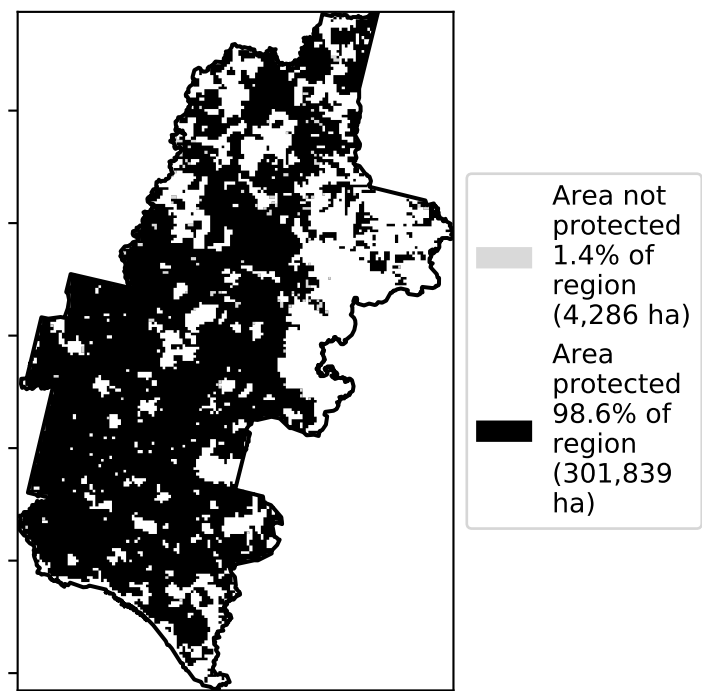 Area not
protected
1.4% of
region
(4,286 ha)
Area
protected
98.6% of
region
(301,839
ha)